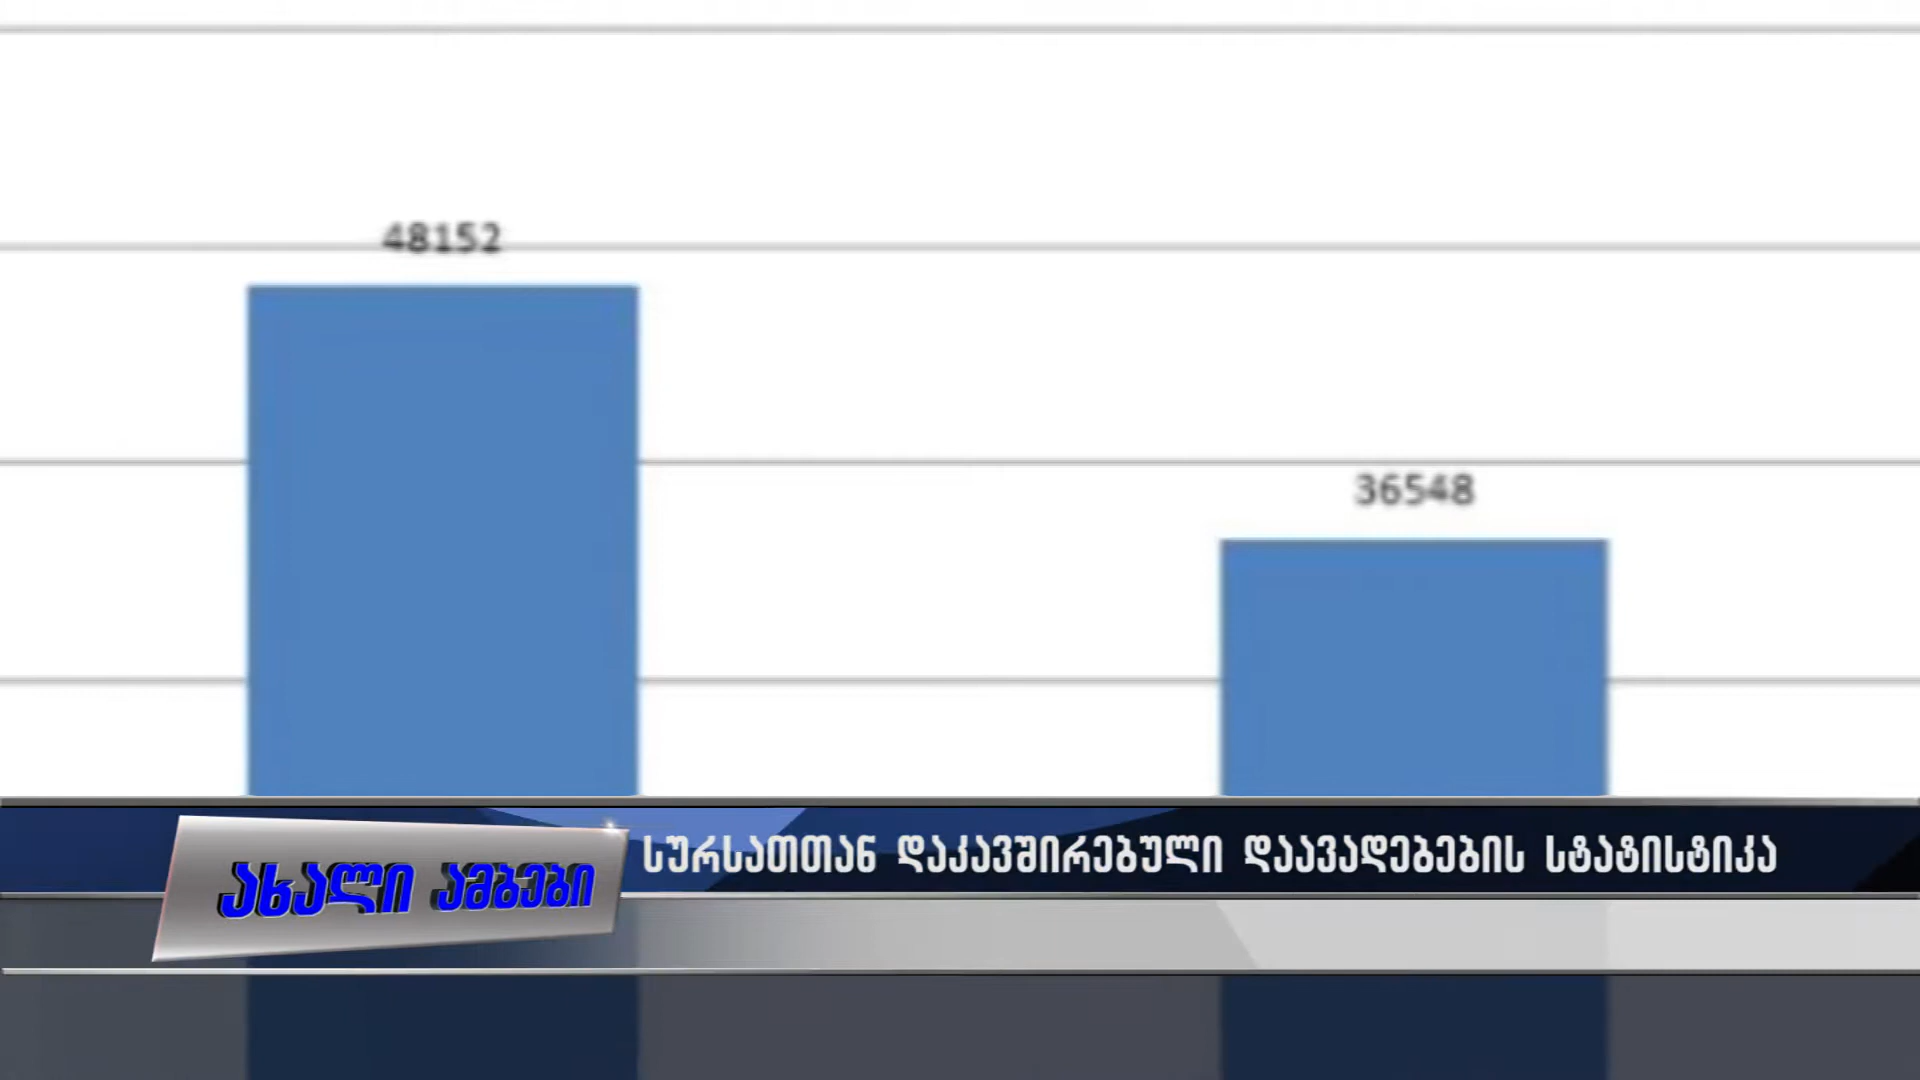 48152
36548
სურსათთან დაკავშირებული დაავადებების სტატისტიკა
ახალი ამბები